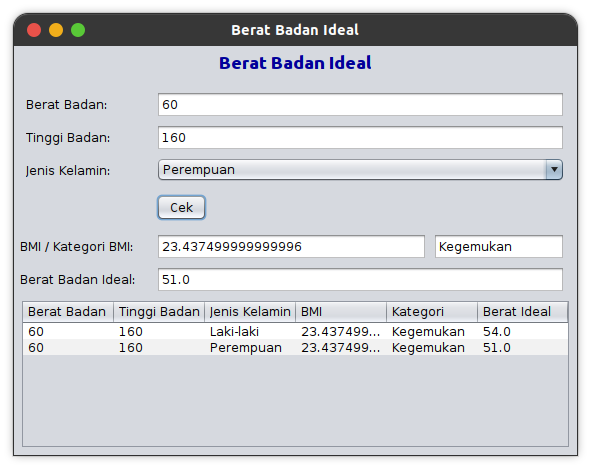 Berat Badan Ideal
Berat Badan Ideal
Berat Badan: 60
Tinggi Badan: 160
Jenis Kelamin: Perempuan
Cek
BMI / Kategori BMI: 23.437499999999996 Kegemukan
Berat Badan Ideal: 51.0
Berat Badan Tinggi Badan Jenis Kelamin BMI Kategori Berat Ideal
60 160 Laki-laki 23.437499... Kegemukan 54.0
60 160 Perempuan 23.437499... Kegemukan 51.0